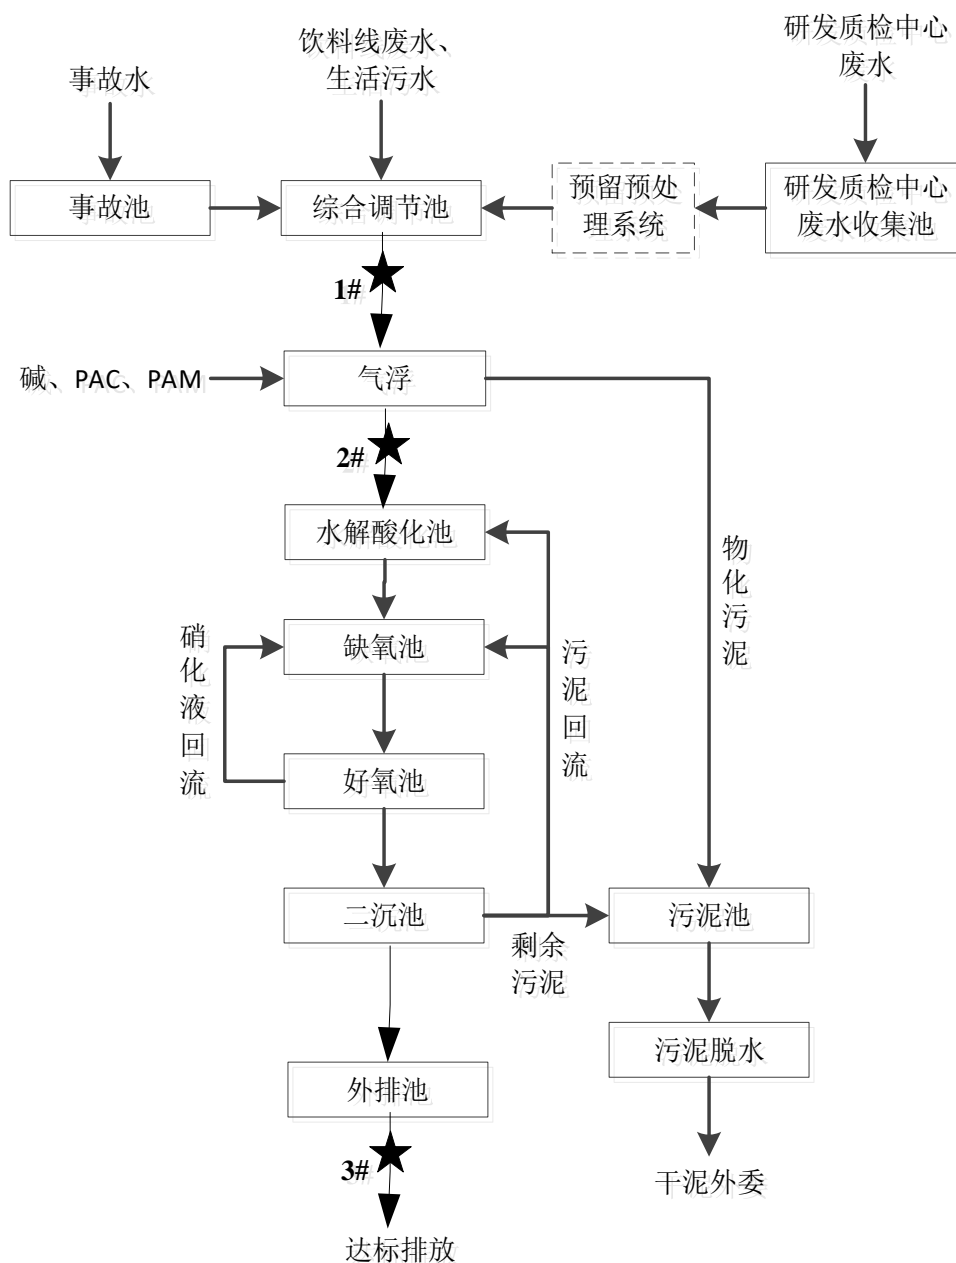 饮料线废水、
生活污水
研发质检中心
废水
事故水
事故池
综合调节池
预留预处
理系统
研发质检中心
废水收集池
1#
碱、PAC、PAM
气浮
2#
水解酸化池
物化污泥
缺氧池
硝化液回流
污泥回流
好氧池
二沉池
污泥池
剩余
污泥
污泥脱水
外排池
3#
干泥外委
达标排放